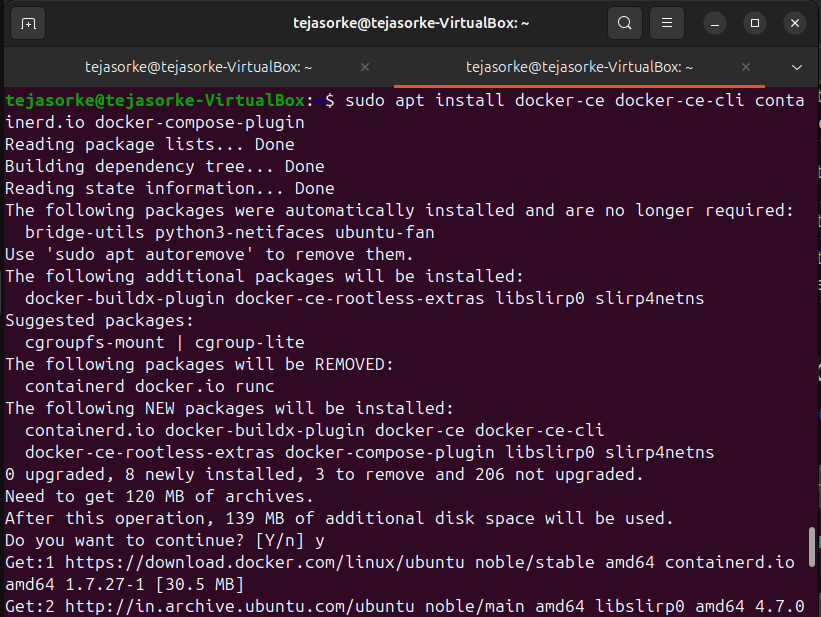 tejasorke@tejasorke-VirtualBox: ~
tejasorke@tejasorke-VirtualBox: ~
tejasorke@tejasorke-VirtualBox: ~
tejasorke@tejasorke-VirtualBox:~$ sudo apt install docker-ce docker-ce-cli conta
inerd.io docker-compose-plugin
Reading package lists... Done
Building dependency tree... Done
Reading state information... Done
The following packages were automatically installed and are no longer required:
  bridge-utils python3-netifaces ubuntu-fan
Use 'sudo apt autoremove' to remove them.
The following additional packages will be installed:
  docker-buildx-plugin docker-ce-rootless-extras libslirp0 slirp4netns
Suggested packages:
  cgroupfs-mount | cgroup-lite
The following packages will be REMOVED:
  containerd docker.io runc
The following NEW packages will be installed:
  containerd.io docker-buildx-plugin docker-ce docker-ce-cli
  docker-ce-rootless-extras docker-compose-plugin libslirp0 slirp4netns
0 upgraded, 8 newly installed, 3 to remove and 206 not upgraded.
Need to get 120 MB of archives.
After this operation, 139 MB of additional disk space will be used.
Do you want to continue? [Y/n] y
Get:1 https://download.docker.com/linux/ubuntu noble/stable amd64 containerd.io
amd64 1.7.27-1 [30.5 MB]
Get:2 http://in.archive.ubuntu.com/ubuntu noble/main amd64 libslirp0 amd64 4.7.0